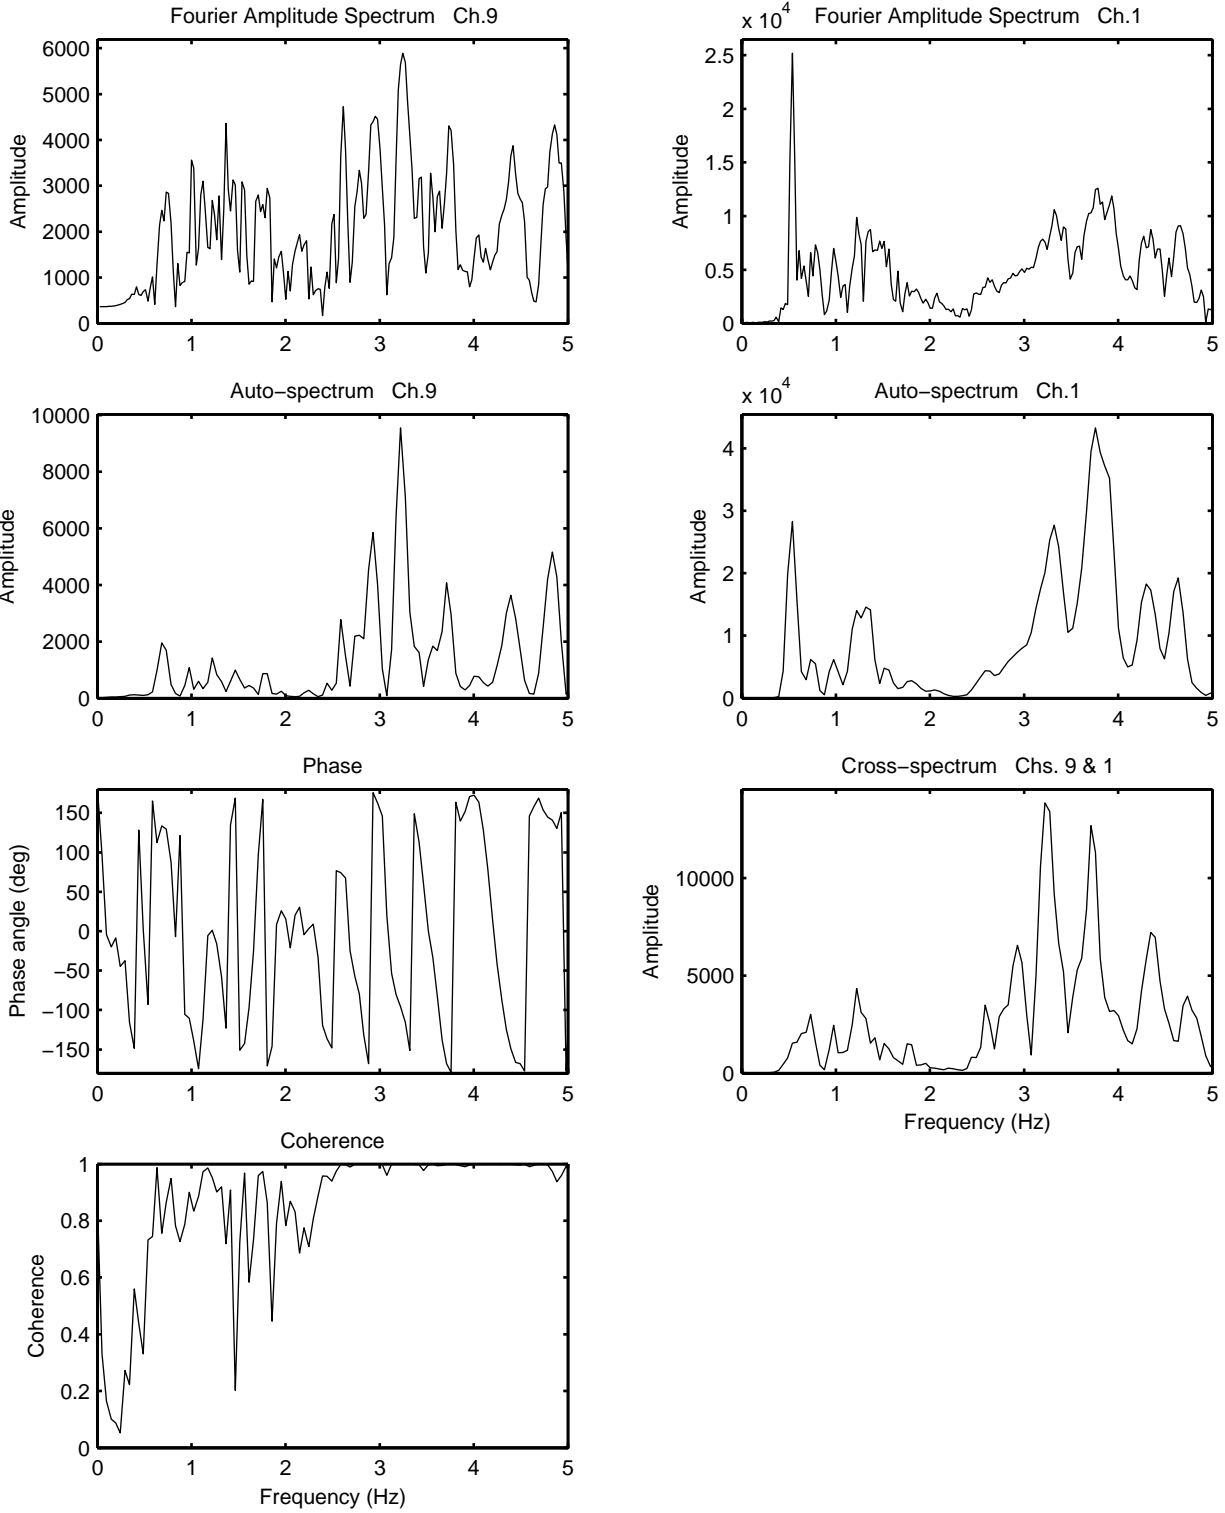 Fourier Amplitude Spectrum Ch.9
6000
5000
4000
3000
2000
1000
0
Amplitude
0 1 2 3 4 5
x 10^4 Fourier Amplitude Spectrum Ch.1
2.5
2
1.5
1
0.5
0
Amplitude
0 1 2 3 4 5
Auto−spectrum Ch.9
10000
8000
6000
4000
2000
0
Amplitude
0 1 2 3 4 5
x 10^4 Auto−spectrum Ch.1
4
3
2
1
0
Amplitude
0 1 2 3 4 5
Phase
150
100
50
0
−50
−100
−150
Phase angle (deg)
0 1 2 3 4 5
Cross−spectrum Chs. 9 & 1
10000
5000
0
Amplitude
0 1 2 3 4 5
Frequency (Hz)
Coherence
1
0.8
0.6
0.4
0.2
0
Coherence
0 1 2 3 4 5
Frequency (Hz)